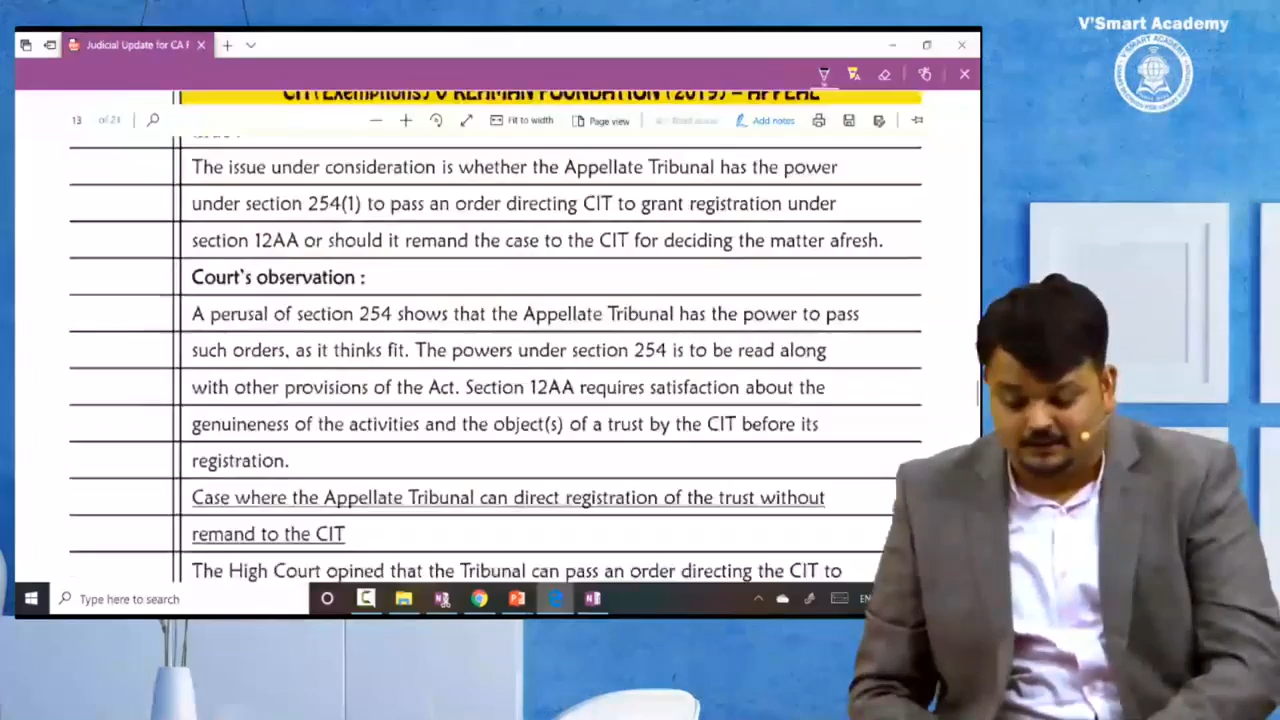 V'Smart Academy
Judicial Update for CA F
CIT(Exemptions) V REHMAN FOUNDATION (2019) – APPEAL
13 of 21
Fit to width
Page view
Read aloud
Add notes
The issue under consideration is whether the Appellate Tribunal has the power
under section 254(1) to pass an order directing CIT to grant registration under
section 12AA or should it remand the case to the CIT for deciding the matter afresh.
Court's observation :
A perusal of section 254 shows that the Appellate Tribunal has the power to pass
such orders, as it thinks fit. The powers under section 254 is to be read along
with other provisions of the Act. Section 12AA requires satisfaction about the
genuineness of the activities and the object(s) of a trust by the CIT before its
registration.
Case where the Appellate Tribunal can direct registration of the trust without
remand to the CIT
The High Court opined that the Tribunal can pass an order directing the CIT to
Type here to search